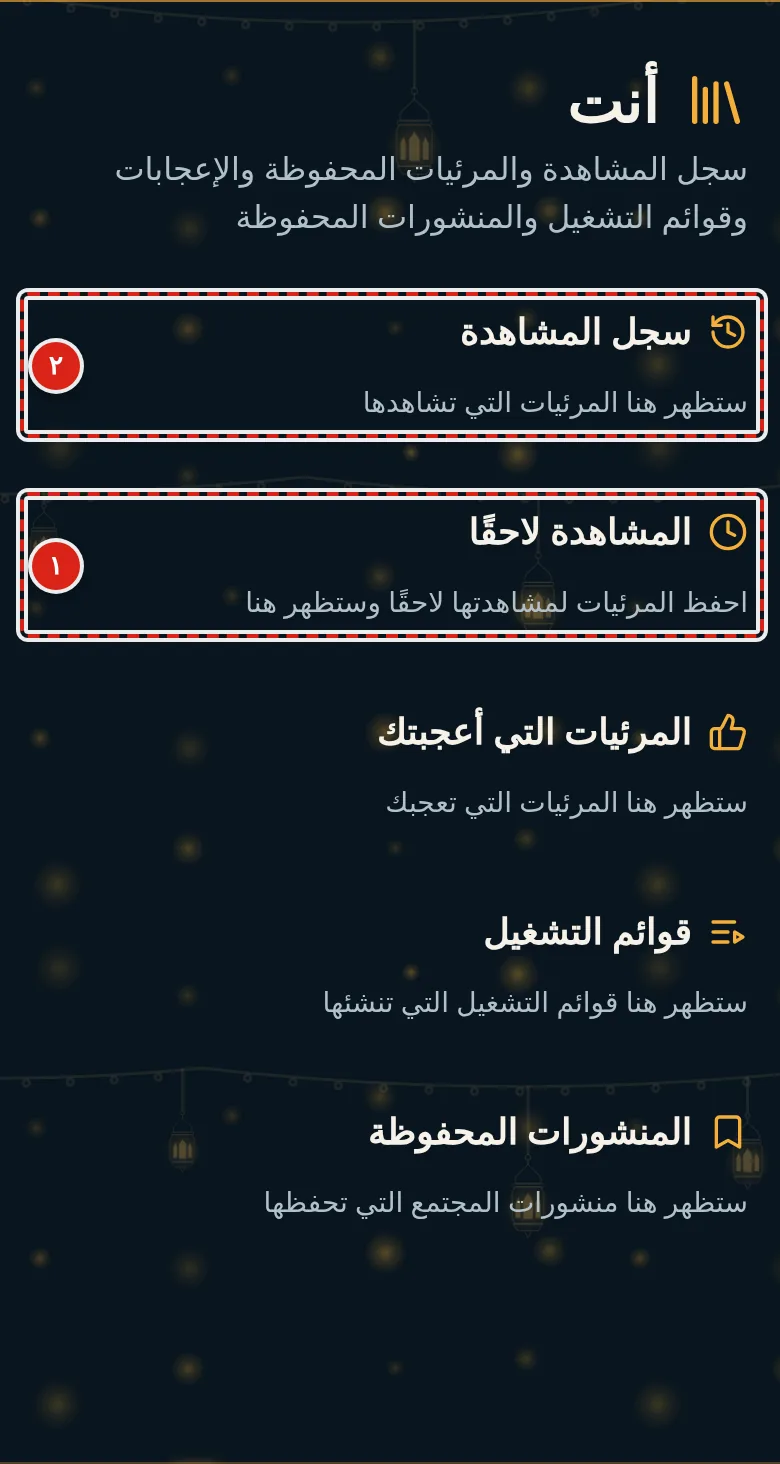 أنت
سجل المشاهدة والمرئيات المحفوظة والإعجابات
وقوائم التشغيل والمنشورات المحفوظة
سجل المشاهدة
٢
ستظهر هنا المرئيات التي تشاهدها
المشاهدة لاحقًا
١
احفظ المرئيات لمشاهدتها لاحقًا وستظهر هنا
المرئيات التي أعجبتك
ستظهر هنا المرئيات التي تعجبك
قوائم التشغيل
ستظهر هنا قوائم التشغيل التي تنشئها
المنشورات المحفوظة
ستظهر هنا منشورات المجتمع التي تحفظها